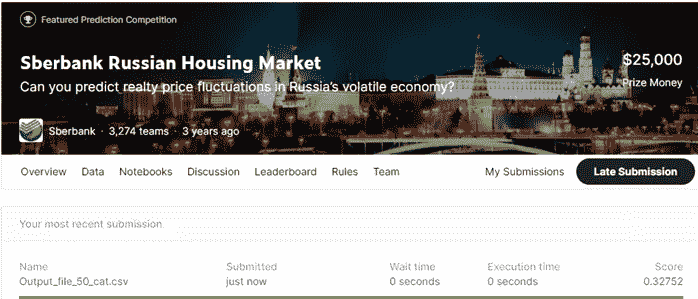 Featured Prediction Competition
Sberbank Russian Housing Market
$25,000
Can you predict realty price fluctuations in Russia's volatile economy?
Prize Money
Sberbank · 3,274 teams · 3 years ago
Overview Data Notebooks Discussion Leaderboard Rules Team My Submissions Late Submission
Your most recent submission
Name Submitted Wait time Execution time Score
Output_file_50_cat.csv just now 0 seconds 0 seconds 0.32752